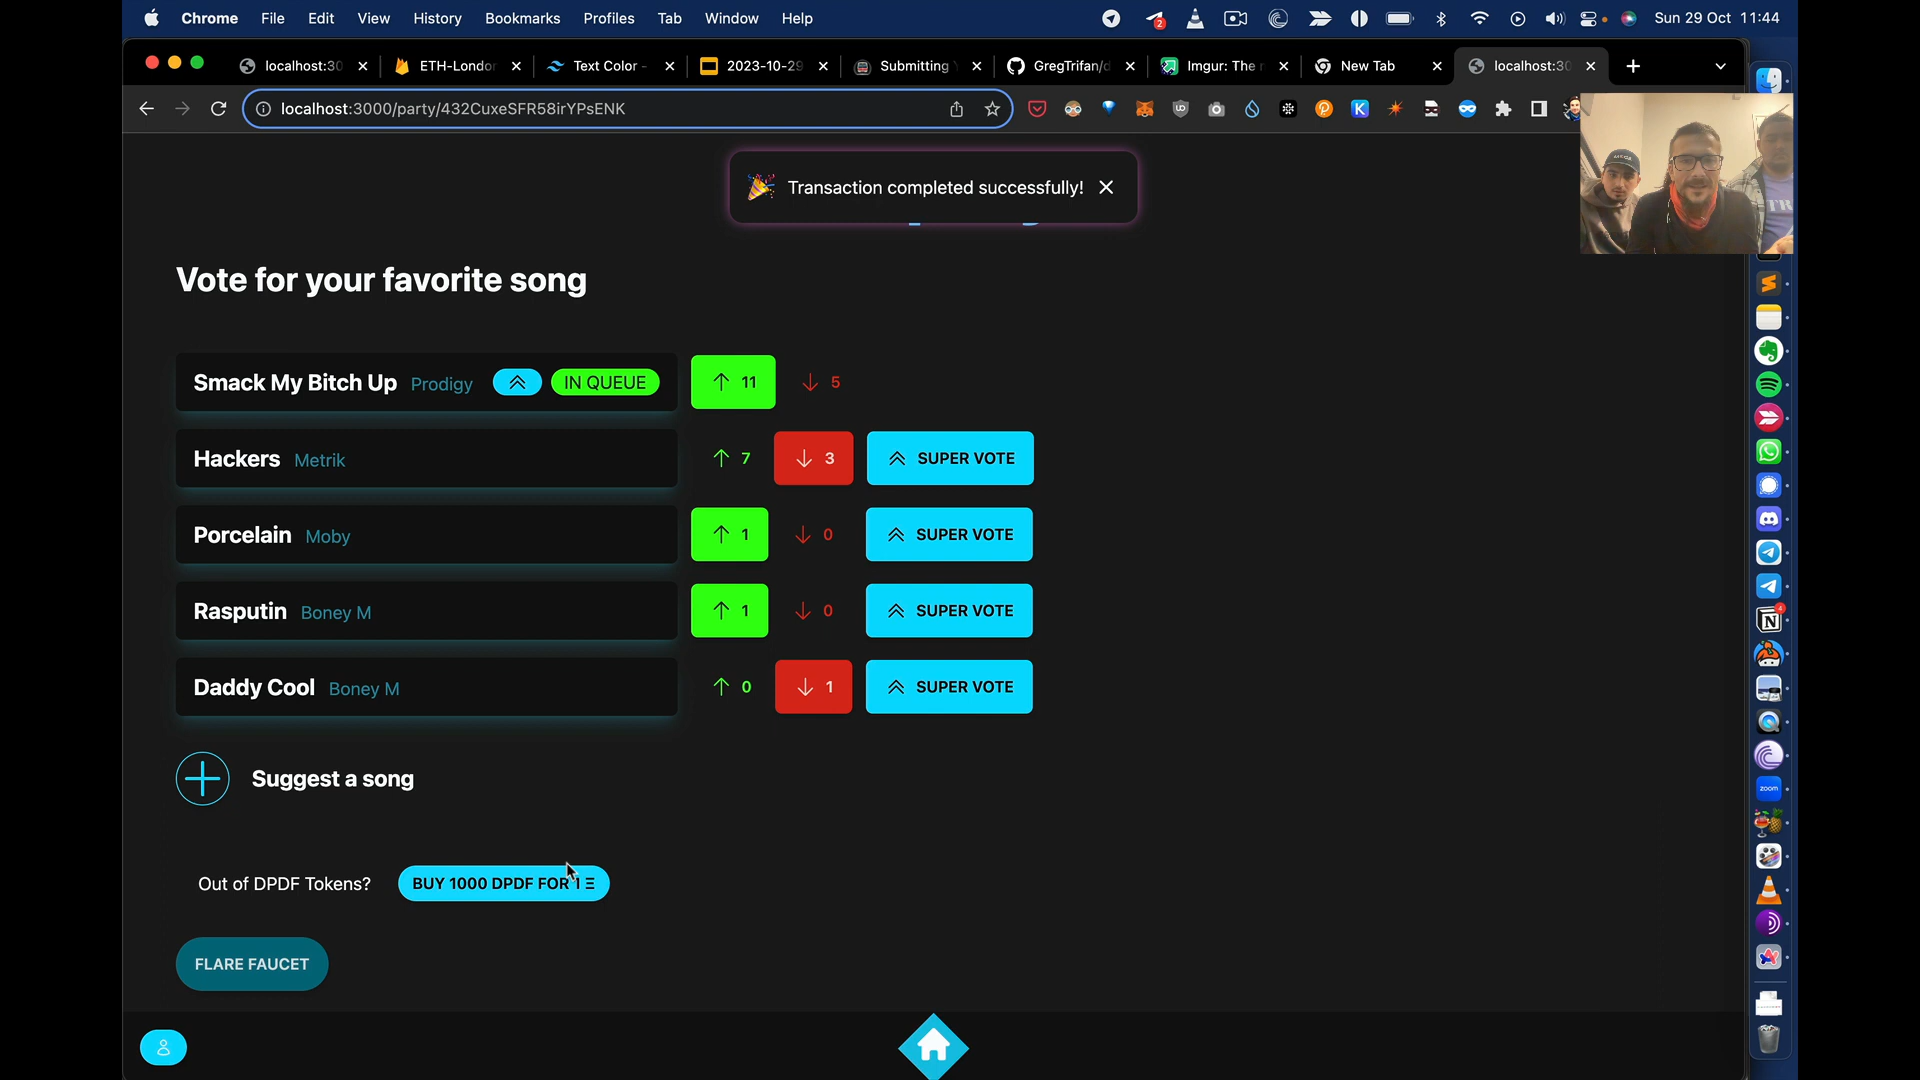 Chrome File Edit View History Bookmarks Profiles Tab Window Help 2 Sun 29 Oct 11:44
localhost:30 ETH-Londor Text Color - 2023-10-29 Submitting GregTrifan/d Imgur: The New Tab localhost:30
localhost:3000/party/432CuxeSFR58irYPsENK
Transaction completed successfully!
Vote for your favorite song
Smack My Bitch Up Prodigy IN QUEUE 11 5
Hackers Metrik 7 3 SUPER VOTE
Porcelain Moby 1 0 SUPER VOTE
Rasputin Boney M 1 0 SUPER VOTE
Daddy Cool Boney M 0 1 SUPER VOTE
Suggest a song
Out of DPDF Tokens? BUY 1000 DPDF FOR 1 Ξ
FLARE FAUCET
4
zoom